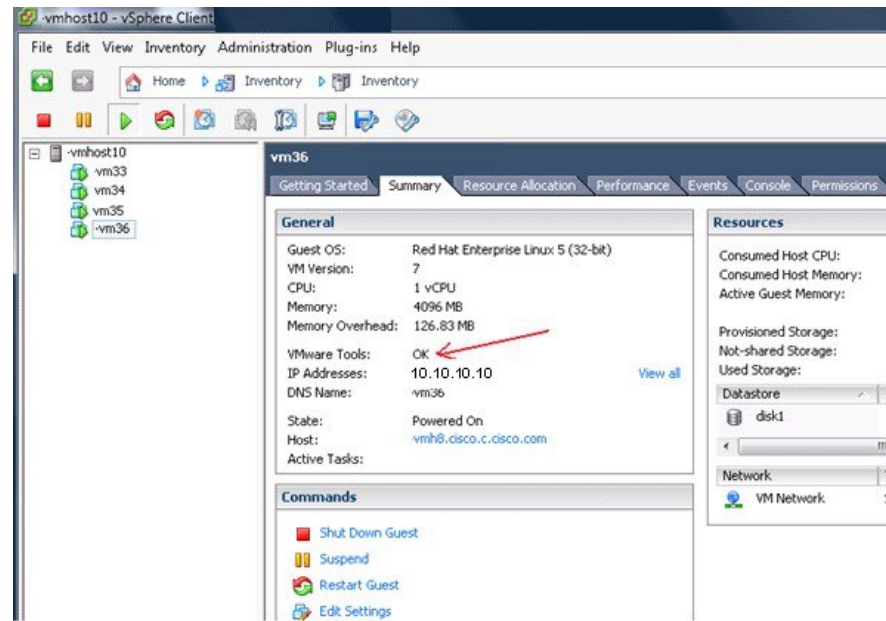 -vmhost10 - vSphere Client
File Edit View Inventory Administration Plug-ins Help
Home Inventory Inventory
-vmhost10
-vm33
-vm34
vm35
-vm36
vm36
Getting Started Summary Resource Allocation Performance Events Console Permissions
General
Guest OS: Red Hat Enterprise Linux 5 (32-bit)
VM Version: 7
CPU: 1 vCPU
Memory: 4096 MB
Memory Overhead: 126.83 MB
VMware Tools: OK
IP Addresses: 10.10.10.10 View all
DNS Name: -vm36
State: Powered On
Host: vmh8.cisco.c.cisco.com
Active Tasks:
Commands
Shut Down Guest
Suspend
Restart Guest
Edit Settings
Resources
Consumed Host CPU:
Consumed Host Memory:
Active Guest Memory:
Provisioned Storage:
Not-shared Storage:
Used Storage:
Datastore
disk1
Network
VM Network